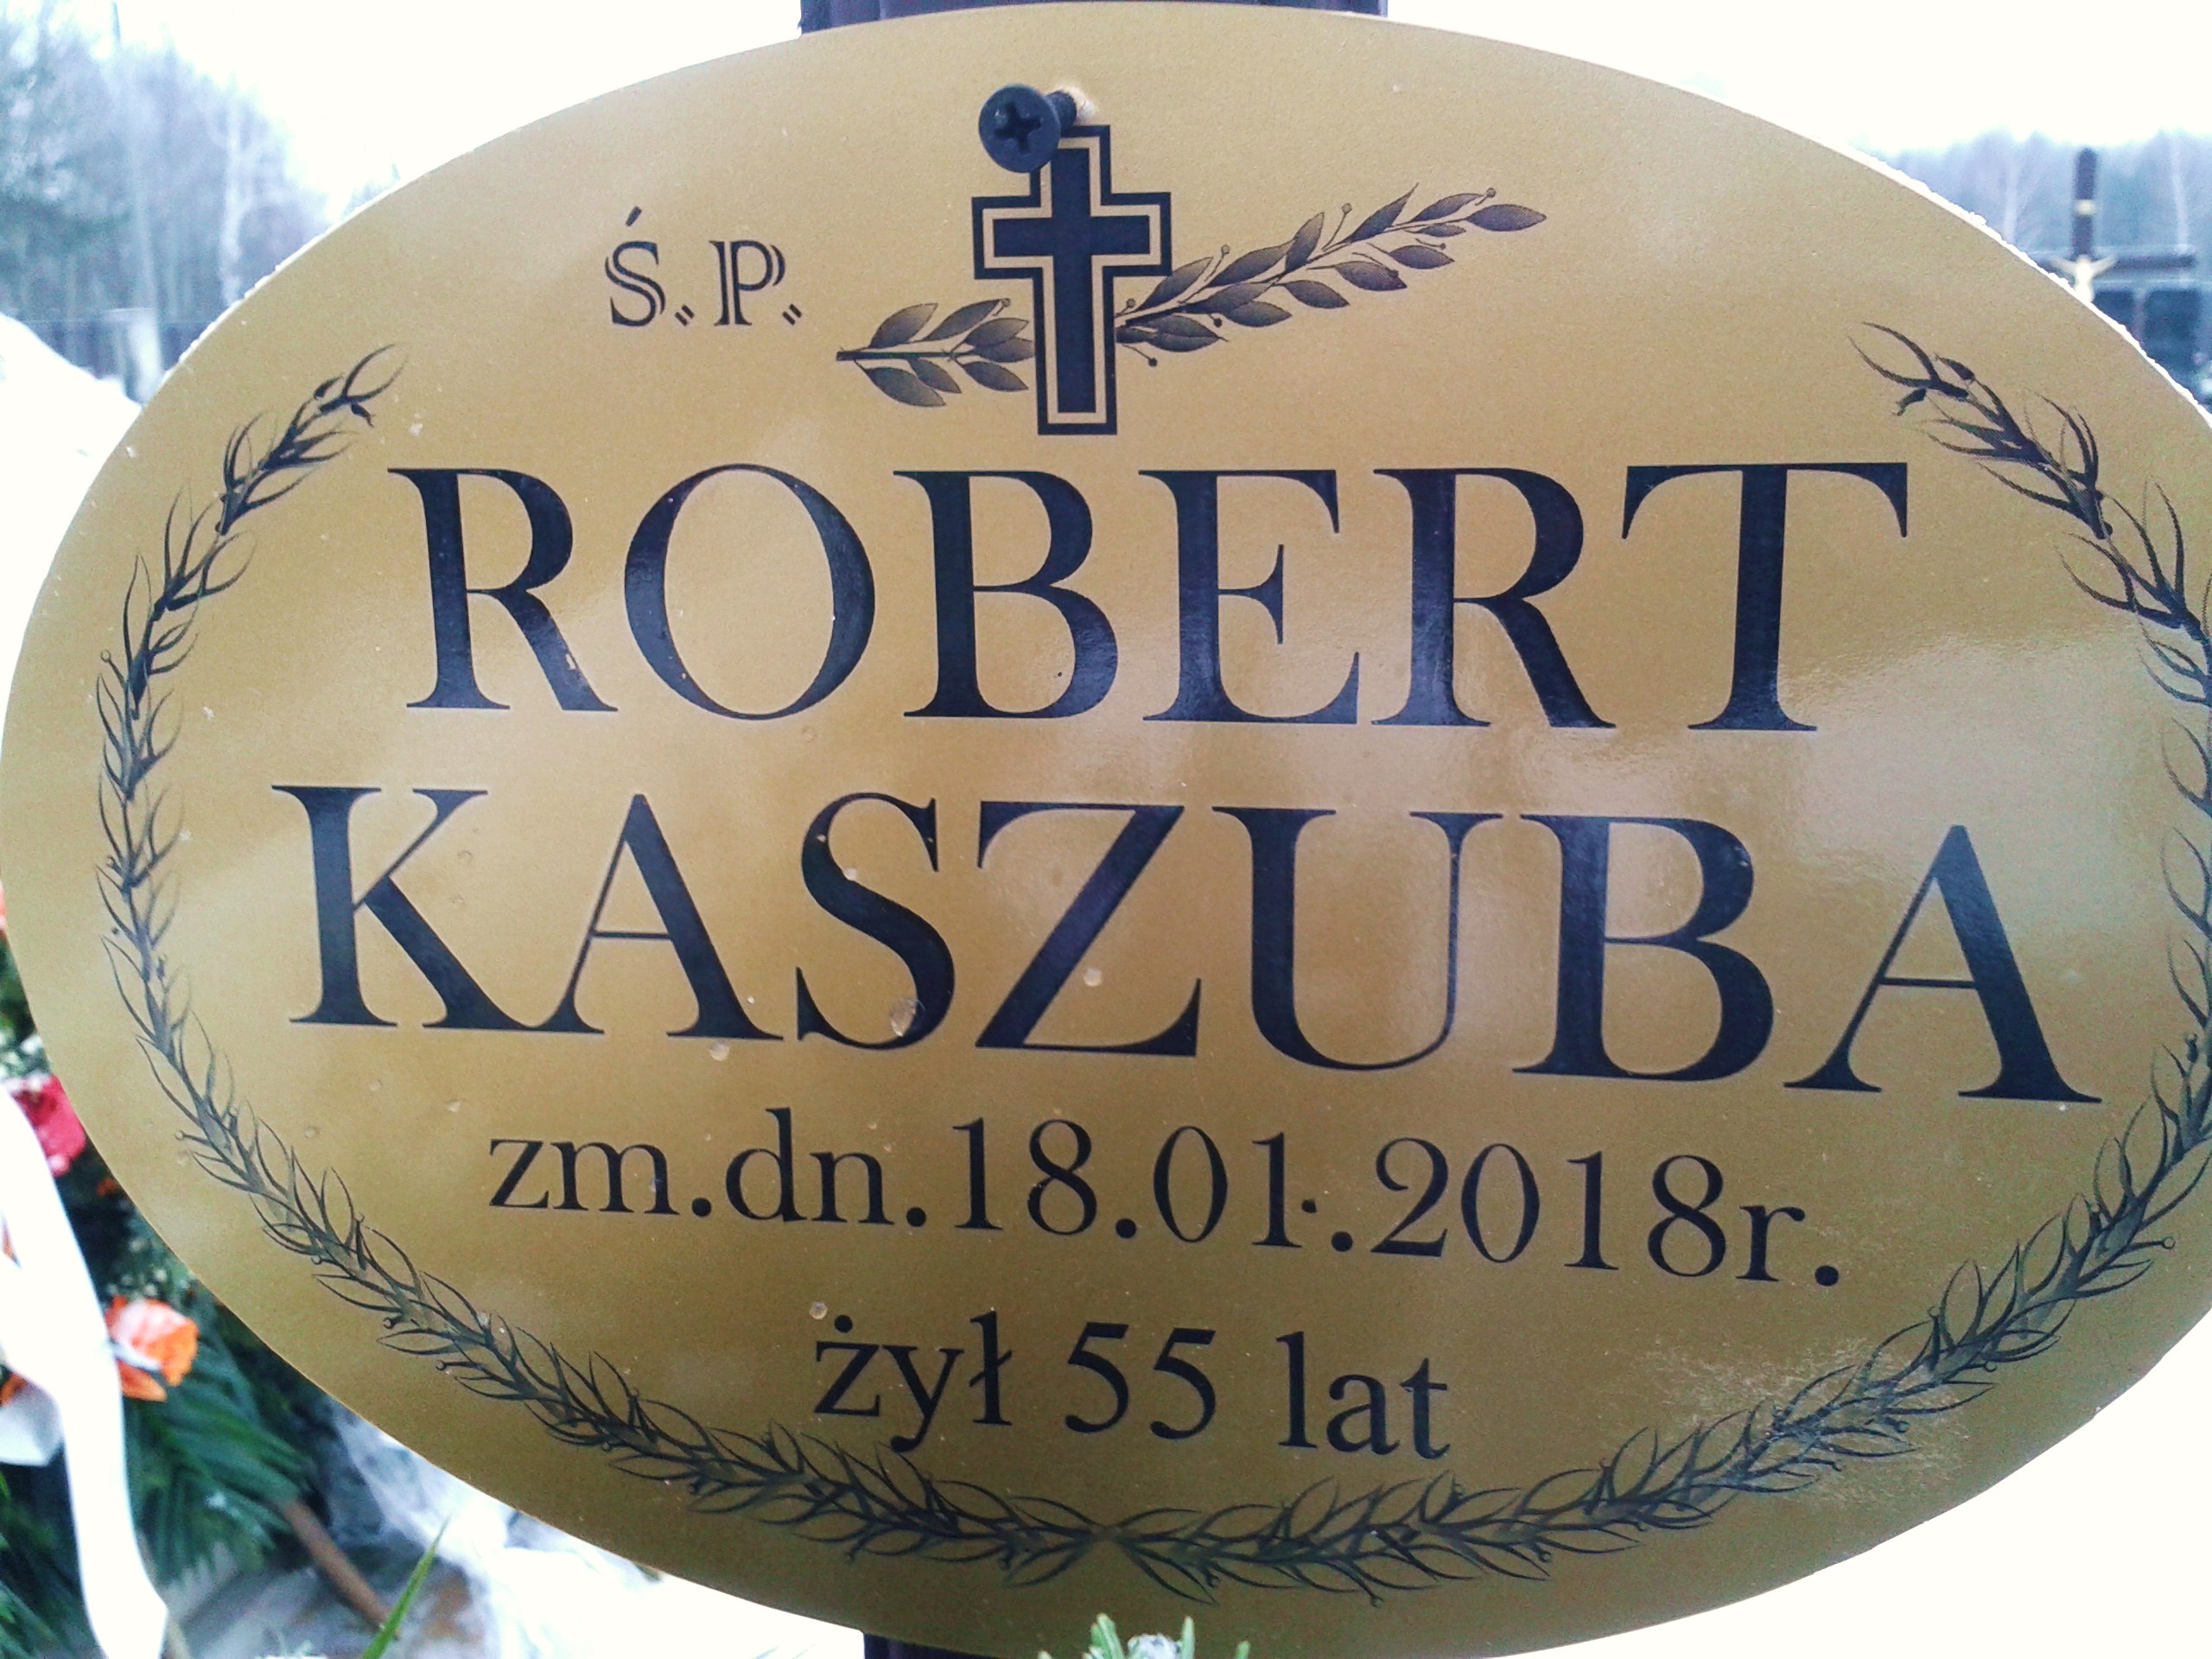 Ś.P.
ROBERT
KASZUBA
zm.dn.18.01.2018r.
żył 55 lat